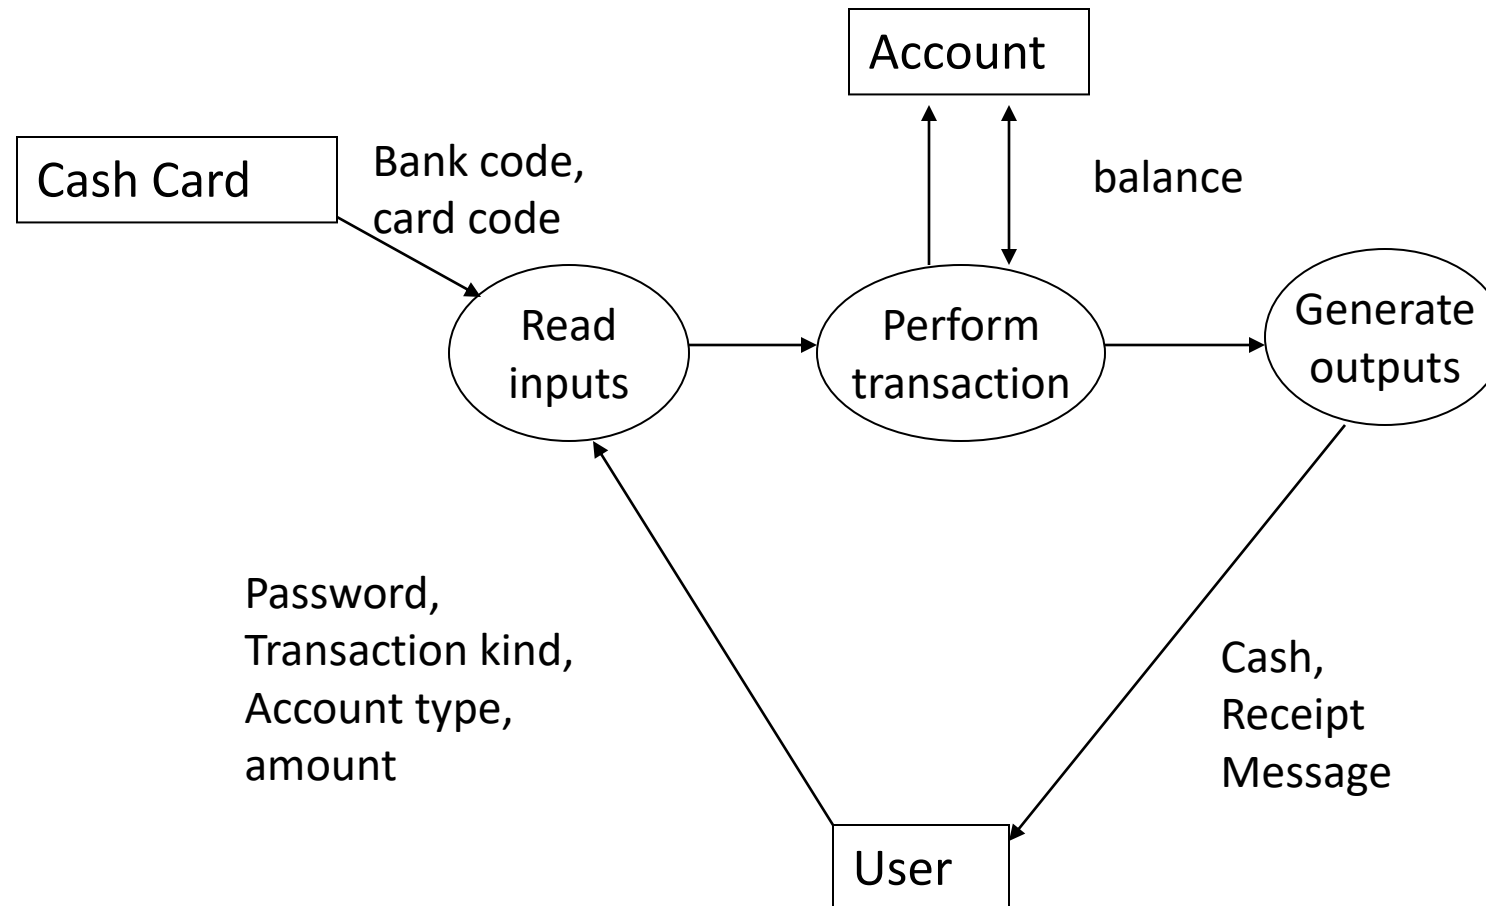 Account
Cash Card
Bank code,
card code
balance
Read
inputs
Perform
transaction
Generate
outputs
Password,
Transaction kind,
Account type,
amount
Cash,
Receipt
Message
User